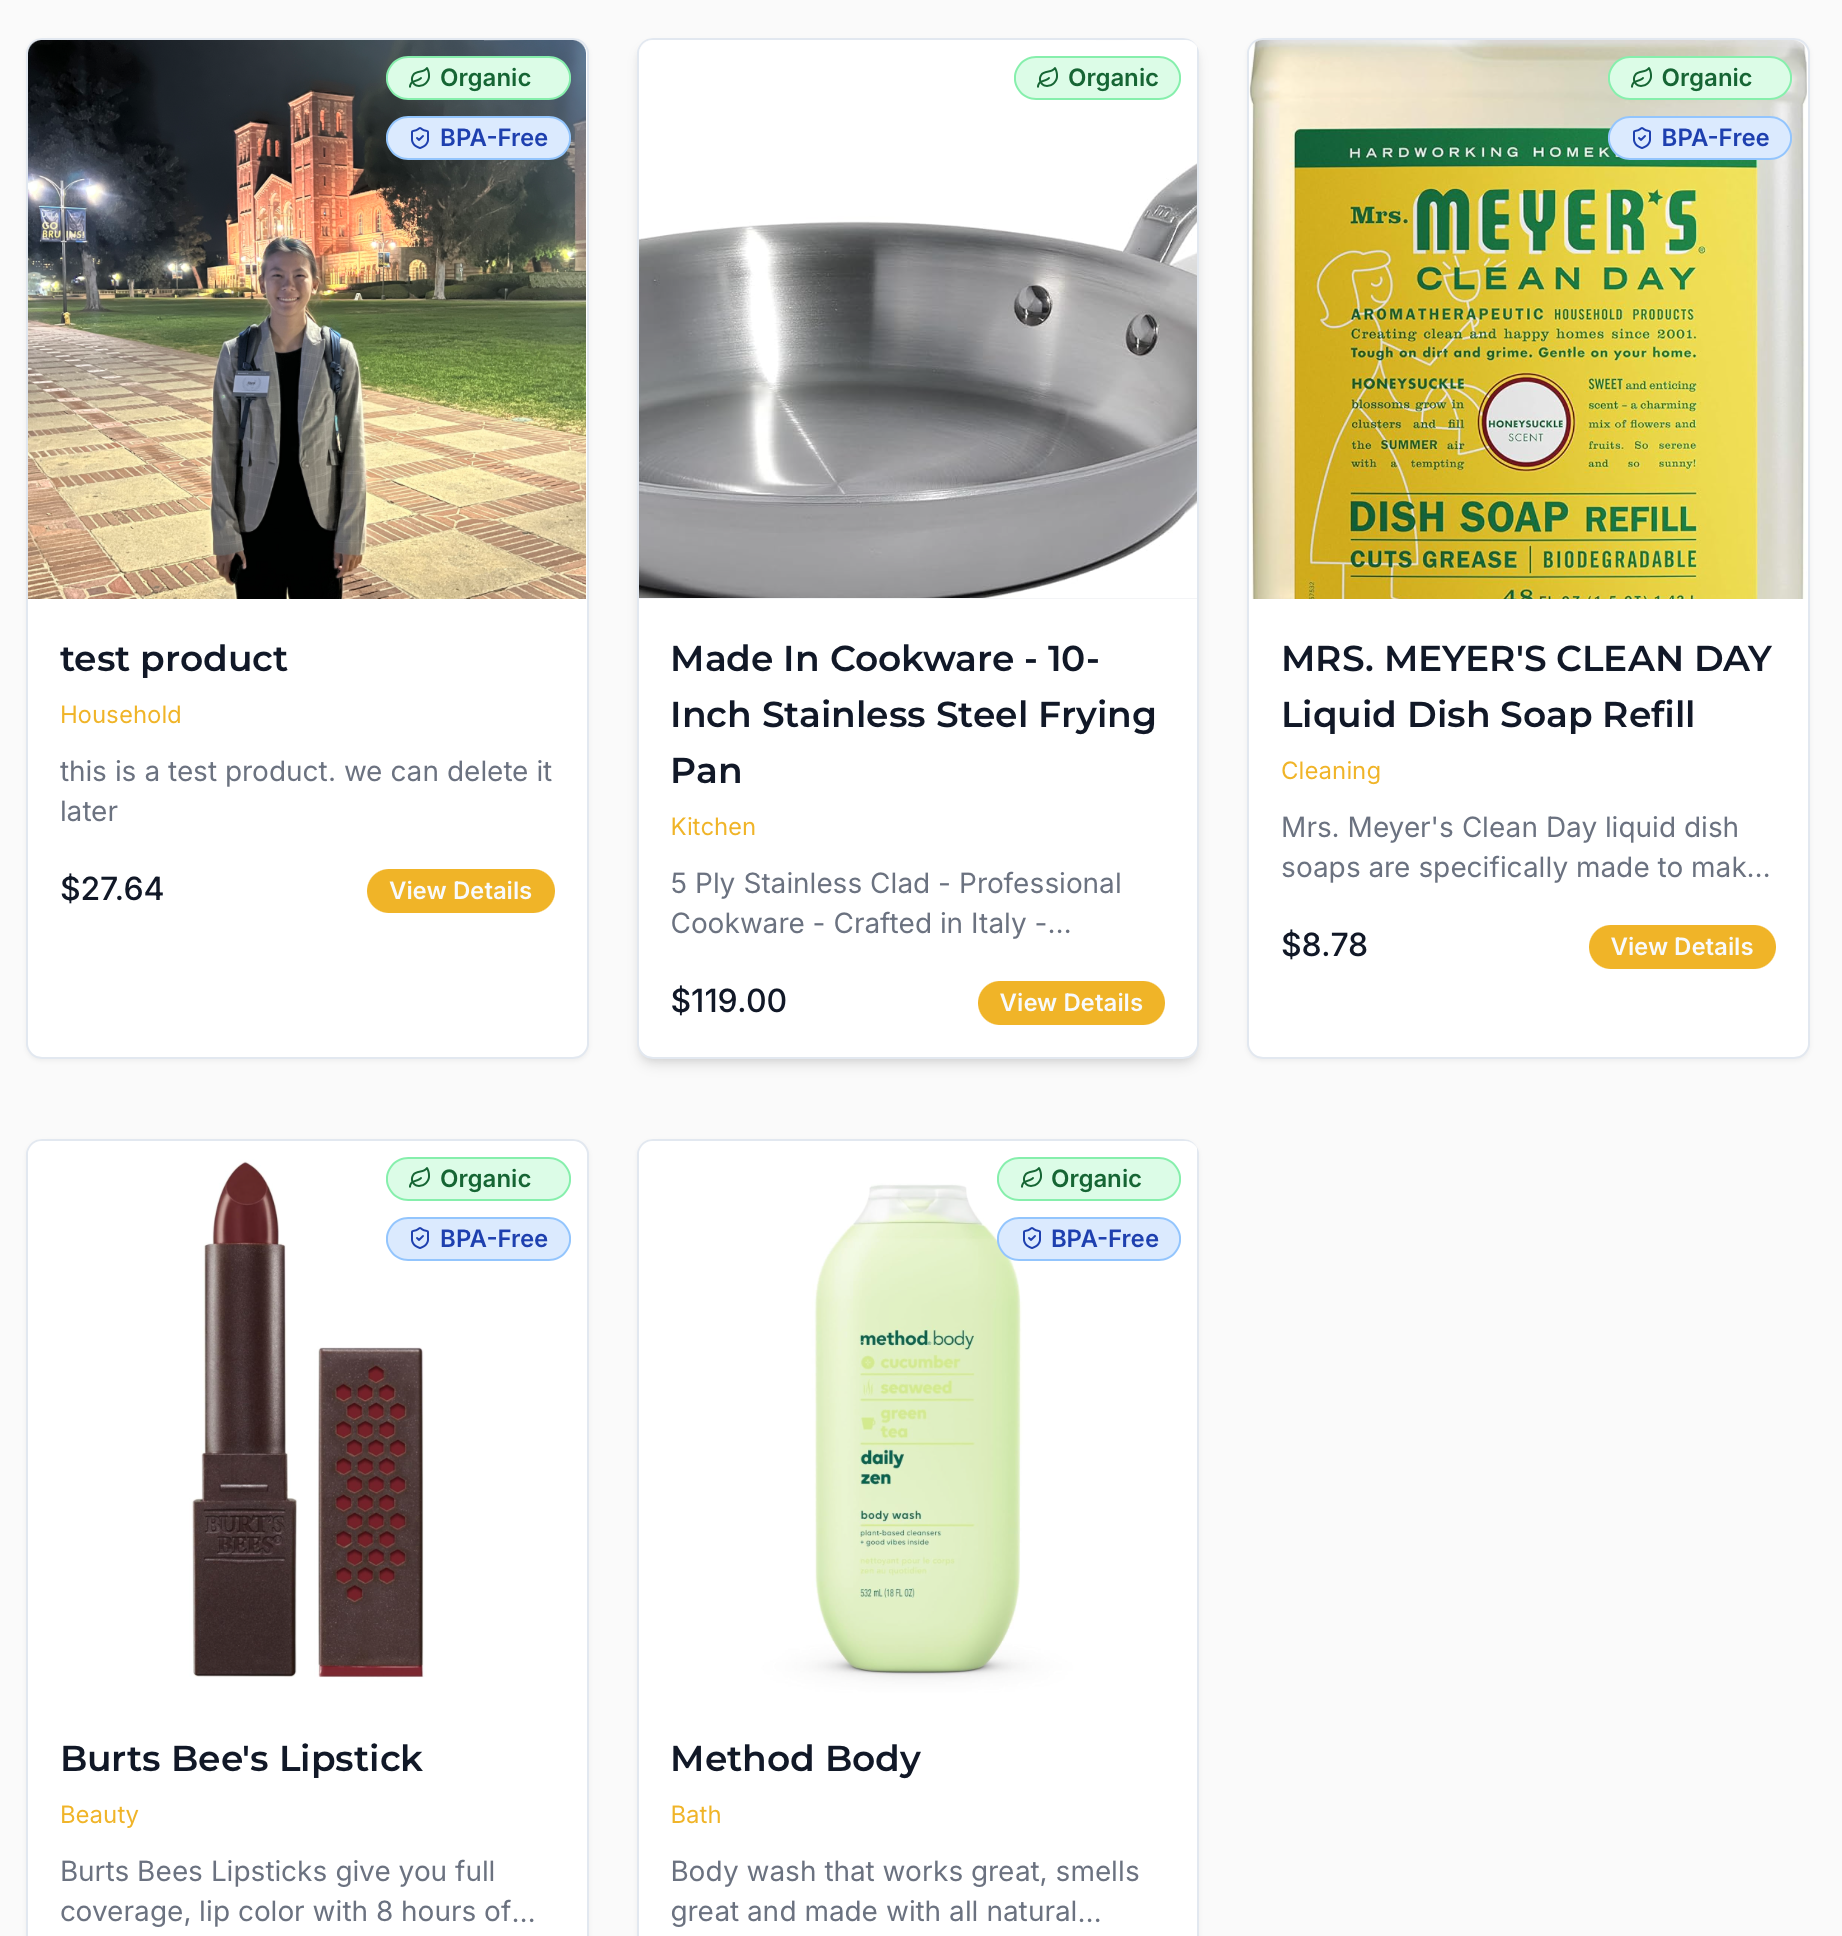 Organic
BPA-Free
GO
test product
Household
this is a test product. we can delete it
later
$27.64
View Details
Organic
Made In Cookware - 10-
Inch Stainless Steel Frying
Pan
Kitchen
5 Ply Stainless Clad - Professional
Cookware - Crafted in Italy -...
$119.00
View Details
Organic
BPA-Free
HARDWORKING HOMEK
Mrs. MEYER'S®
CLEAN DAY
AROMATHERAPEUTIC HOUSEHOLD PRODUCTS
Creating clean and happy homes since 2001.
Tough on dirt and grime. Gentle on your home.
HONEYSUCKLE
blossoms grow in
clusters and fill
the SUMMER air
with a tempting
HONEYSUCKLE
SCENT
SWEET and enticing
scent – a charming
mix of flowers and
fruits. So serene
and so sunny!
DISH SOAP REFILL
CUTS GREASE | BIODEGRADABLE
MRS. MEYER'S CLEAN DAY
Liquid Dish Soap Refill
Cleaning
Mrs. Meyer's Clean Day liquid dish
soaps are specifically made to mak...
$8.78
View Details
Organic
BPA-Free
BURT'S
BEES
Burts Bee's Lipstick
Beauty
Burts Bees Lipsticks give you full
coverage, lip color with 8 hours of...
Organic
BPA-Free
method.body
cucumber
seaweed
green
tea
daily
zen
body wash
plant-based cleansers
+ good vibes inside
532 mL (18 FL OZ)
Method Body
Bath
Body wash that works great, smells
great and made with all natural...